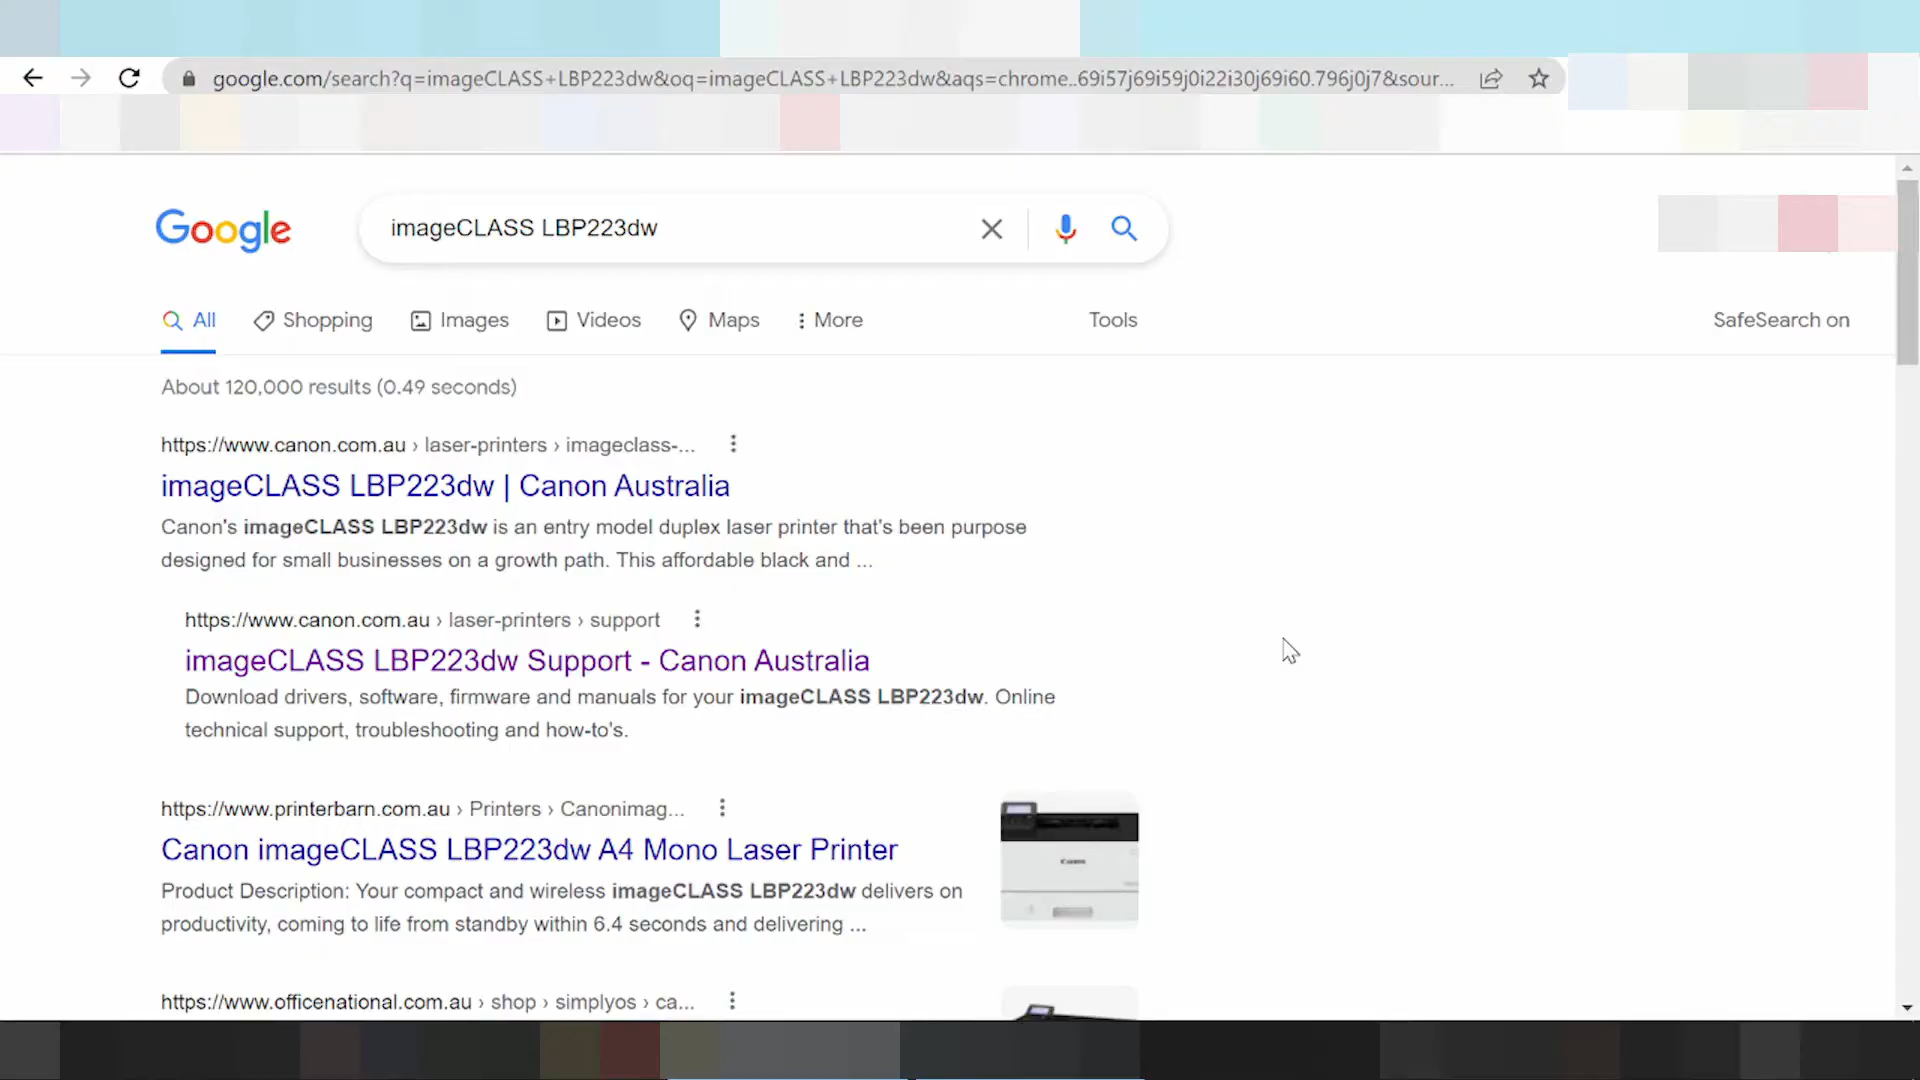 google.com/search?q=imageCLASS+LBP223dw&oq=imageCLASS+LBP223dw&aqs=chrome..69i57j69i59j0i22i30j69i60.796j0j7&sour...
Google
imageCLASS LBP223dw
All Shopping Images Videos Maps More Tools SafeSearch on
About 120,000 results (0.49 seconds)
https://www.canon.com.au › laser-printers › imageclass-...
imageCLASS LBP223dw | Canon Australia
Canon's imageCLASS LBP223dw is an entry model duplex laser printer that's been purpose
designed for small businesses on a growth path. This affordable black and ...
https://www.canon.com.au › laser-printers › support
imageCLASS LBP223dw Support - Canon Australia
Download drivers, software, firmware and manuals for your imageCLASS LBP223dw. Online
technical support, troubleshooting and how-to's.
https://www.printerbarn.com.au › Printers › Canonimag...
Canon imageCLASS LBP223dw A4 Mono Laser Printer
Product Description: Your compact and wireless imageCLASS LBP223dw delivers on
productivity, coming to life from standby within 6.4 seconds and delivering ...
Canon
https://www.officenational.com.au › shop › simplyos › ca...